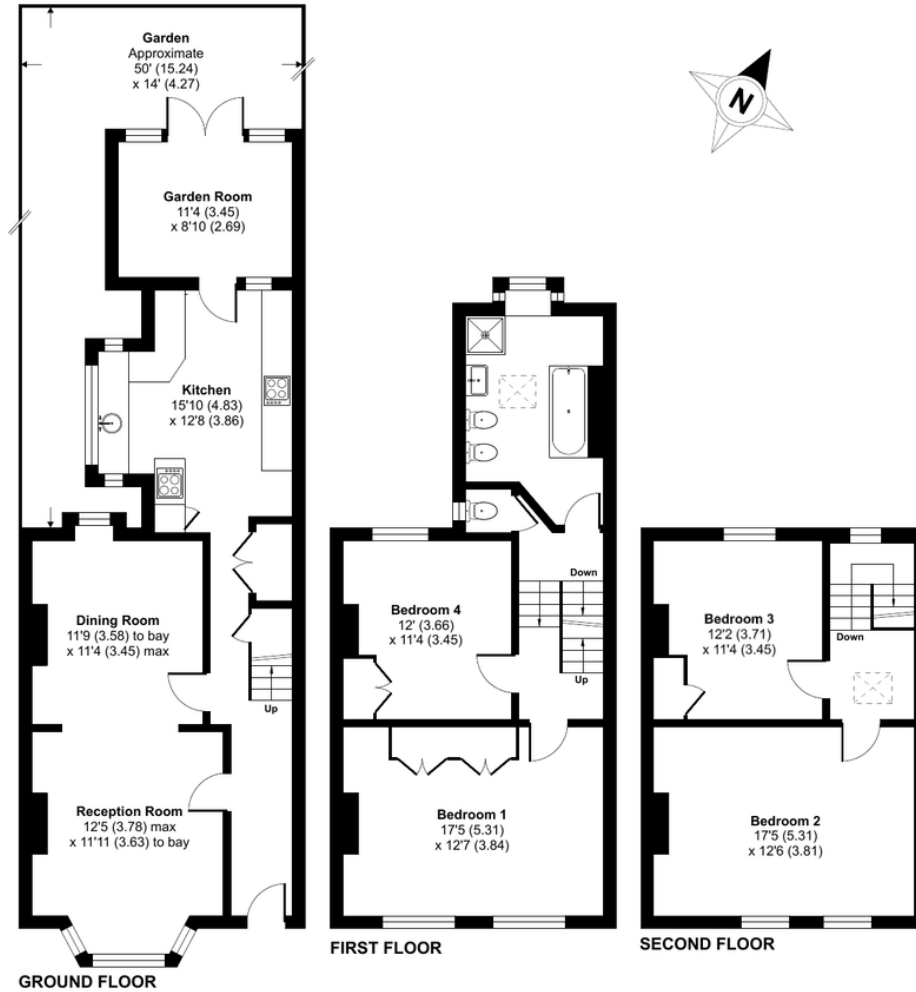 Garden
Approximate
50' (15.24)
x 14' (4.27)
N
Garden Room
11'4 (3.45)
x 8'10 (2.69)
Kitchen
15'10 (4.83)
x 12'8 (3.86)
Dining Room
11'9 (3.58) to bay
x 11'4 (3.45) max
Up
Reception Room
12'5 (3.78) max
x 11'11 (3.63) to bay
GROUND FLOOR
Down
Bedroom 4
12' (3.66)
x 11'4 (3.45)
Up
Bedroom 1
17'5 (5.31)
x 12'7 (3.84)
FIRST FLOOR
Bedroom 3
12'2 (3.71)
x 11'4 (3.45)
Down
Bedroom 2
17'5 (5.31)
x 12'6 (3.81)
SECOND FLOOR